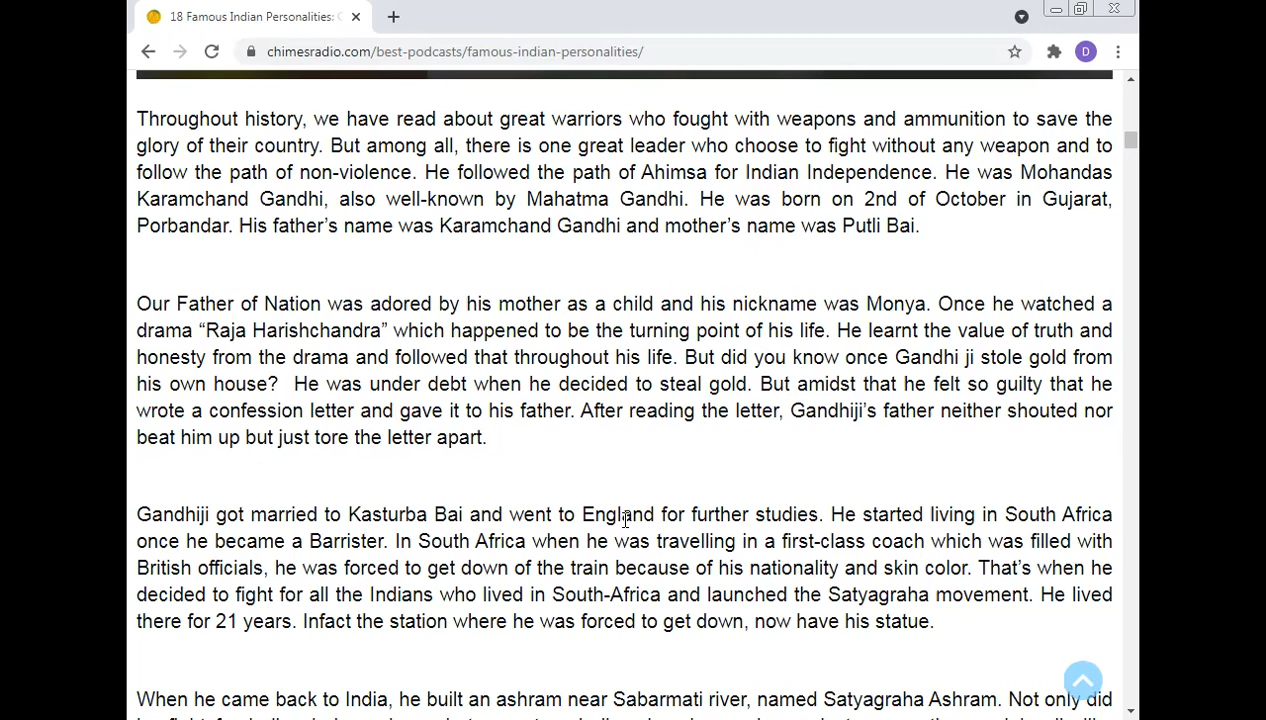 18 Famous Indian Personalities:
chimesradio.com/best-podcasts/famous-indian-personalities/
D
Throughout history, we have read about great warriors who fought with weapons and ammunition to save the
glory of their country. But among all, there is one great leader who choose to fight without any weapon and to
follow the path of non-violence. He followed the path of Ahimsa for Indian Independence. He was Mohandas
Karamchand Gandhi, also well-known by Mahatma Gandhi. He was born on 2nd of October in Gujarat,
Porbandar. His father’s name was Karamchand Gandhi and mother’s name was Putli Bai.
Our Father of Nation was adored by his mother as a child and his nickname was Monya. Once he watched a
drama “Raja Harishchandra” which happened to be the turning point of his life. He learnt the value of truth and
honesty from the drama and followed that throughout his life. But did you know once Gandhi ji stole gold from
his own house?  He was under debt when he decided to steal gold. But amidst that he felt so guilty that he
wrote a confession letter and gave it to his father. After reading the letter, Gandhiji’s father neither shouted nor
beat him up but just tore the letter apart.
Gandhiji got married to Kasturba Bai and went to England for further studies. He started living in South Africa
once he became a Barrister. In South Africa when he was travelling in a first-class coach which was filled with
British officials, he was forced to get down of the train because of his nationality and skin color. That’s when he
decided to fight for all the Indians who lived in South-Africa and launched the Satyagraha movement. He lived
there for 21 years. Infact the station where he was forced to get down, now have his statue.
When he came back to India, he built an ashram near Sabarmati river, named Satyagraha Ashram. Not only did